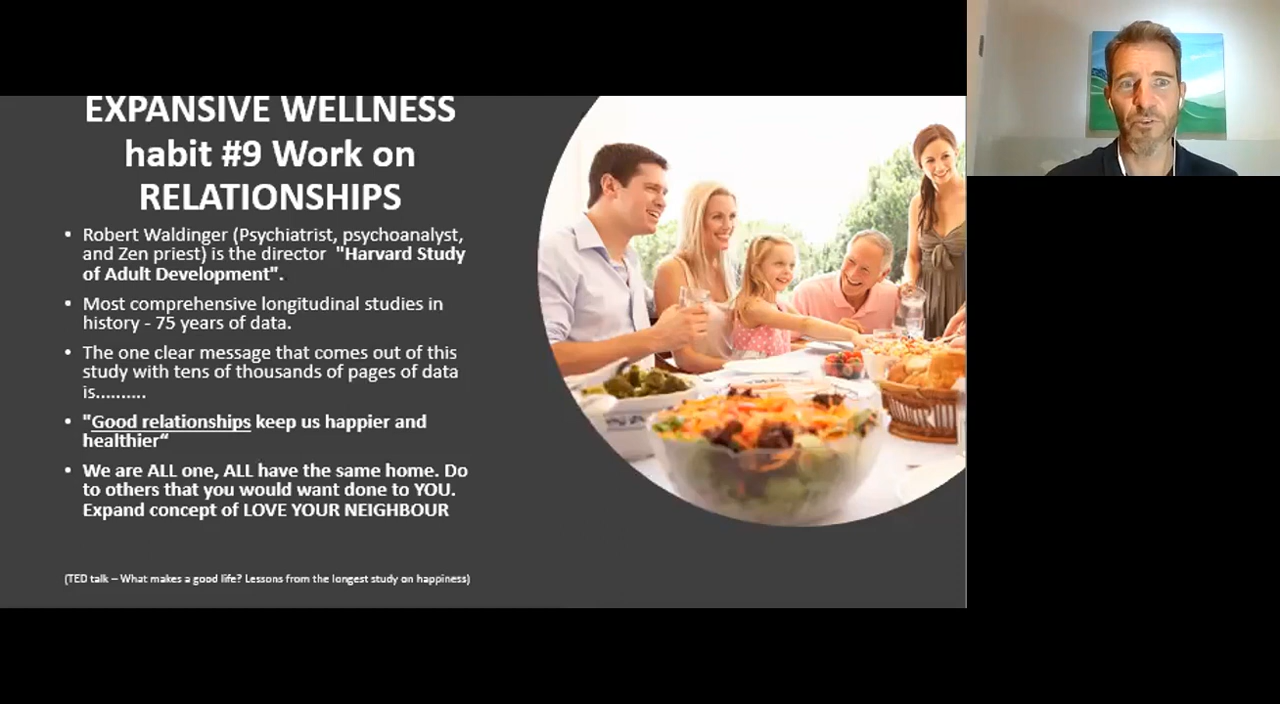 EXPANSIVE WELLNESS
habit #9 Work on
RELATIONSHIPS
• Robert Waldinger (Psychiatrist, psychoanalyst,
and Zen priest) is the director "Harvard Study
of Adult Development".
• Most comprehensive longitudinal studies in
history - 75 years of data.
• The one clear message that comes out of this
study with tens of thousands of pages of data
is..........
• "Good relationships keep us happier and
healthier“
• We are ALL one, ALL have the same home. Do
to others that you would want done to YOU.
Expand concept of LOVE YOUR NEIGHBOUR
(TED talk – What makes a good life? Lessons from the longest study on happiness)